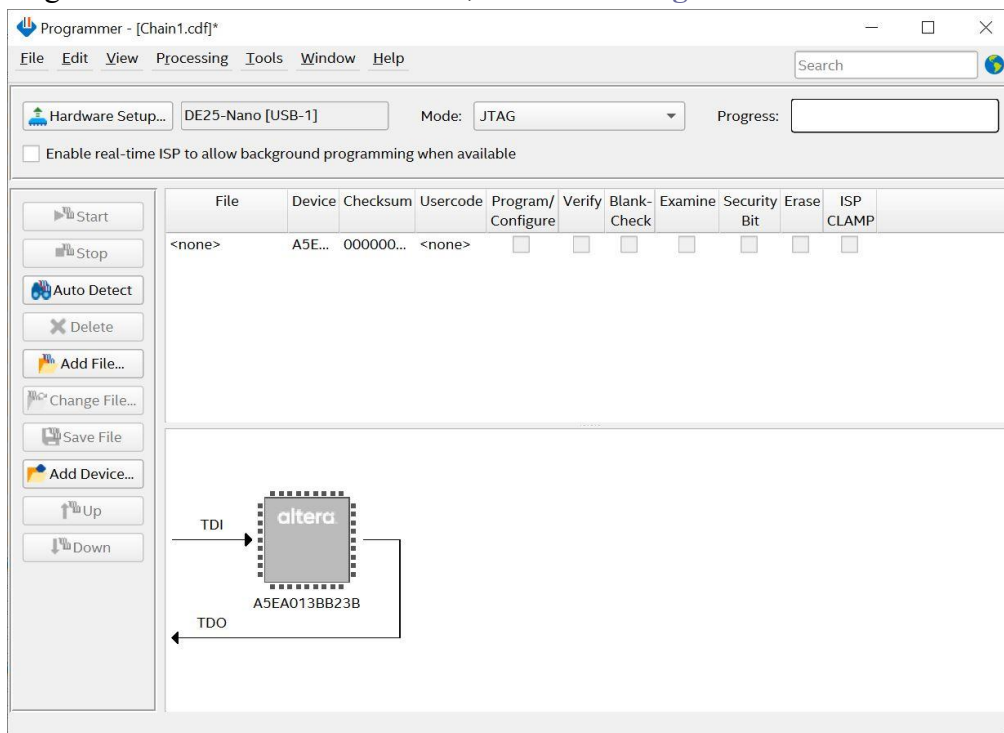 Programmer - [Chain1.cdf]*
File Edit View Processing Tools Window Help
Search
Hardware Setup... DE25-Nano [USB-1] Mode: JTAG Progress:
Enable real-time ISP to allow background programming when available
File Device Checksum Usercode Program/ Verify Blank- Examine Security Erase ISP
Configure Check Bit CLAMP
<none> A5E... 000000... <none>
Start
Stop
Auto Detect
Delete
Add File...
Change File...
Save File
Add Device...
Up
Down
altera
TDI
A5EA013BB23B
TDO